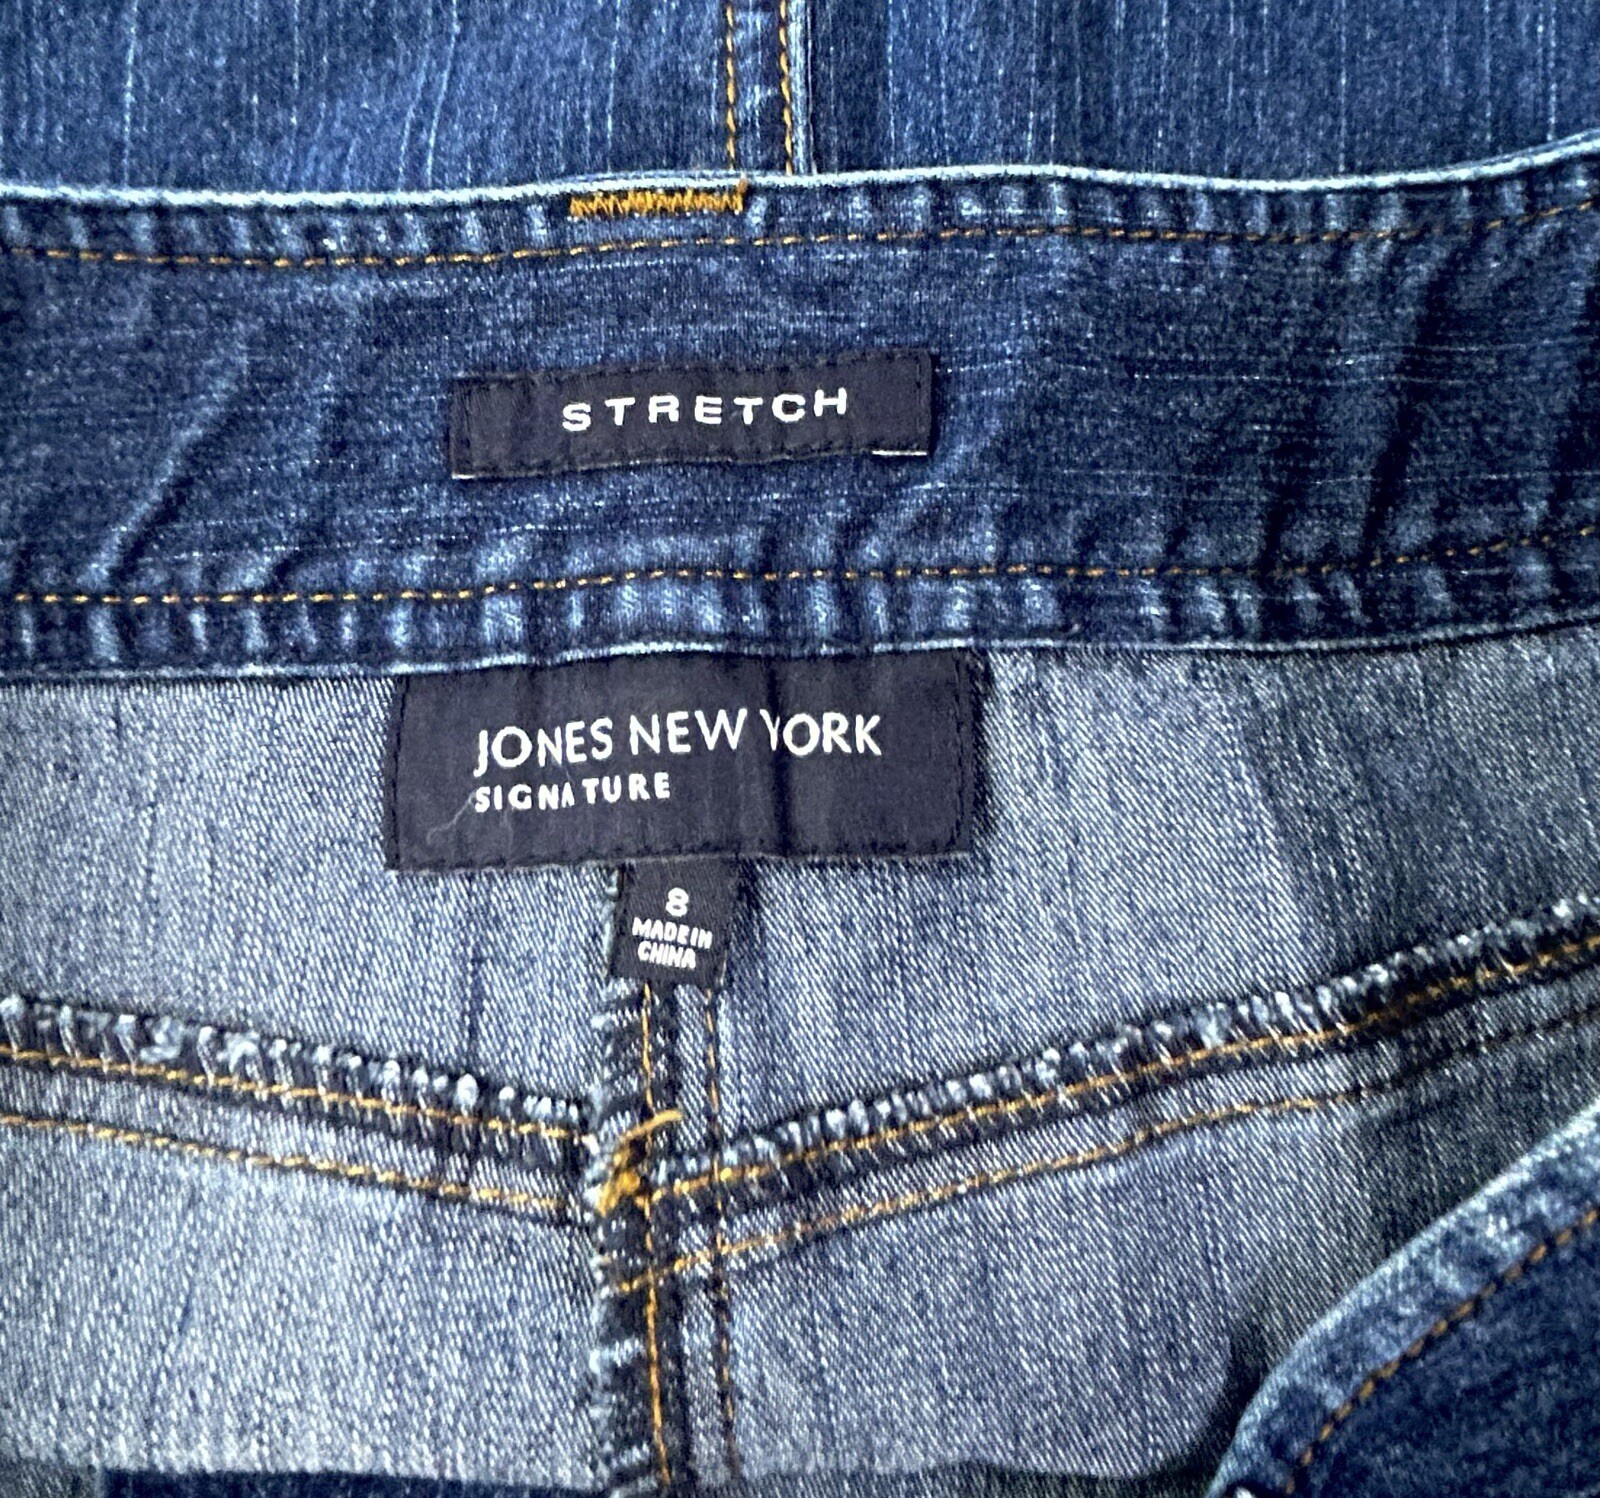 STRETCH
JONES NEW YORK
SIGNATURE
8
MADE IN
CHINA